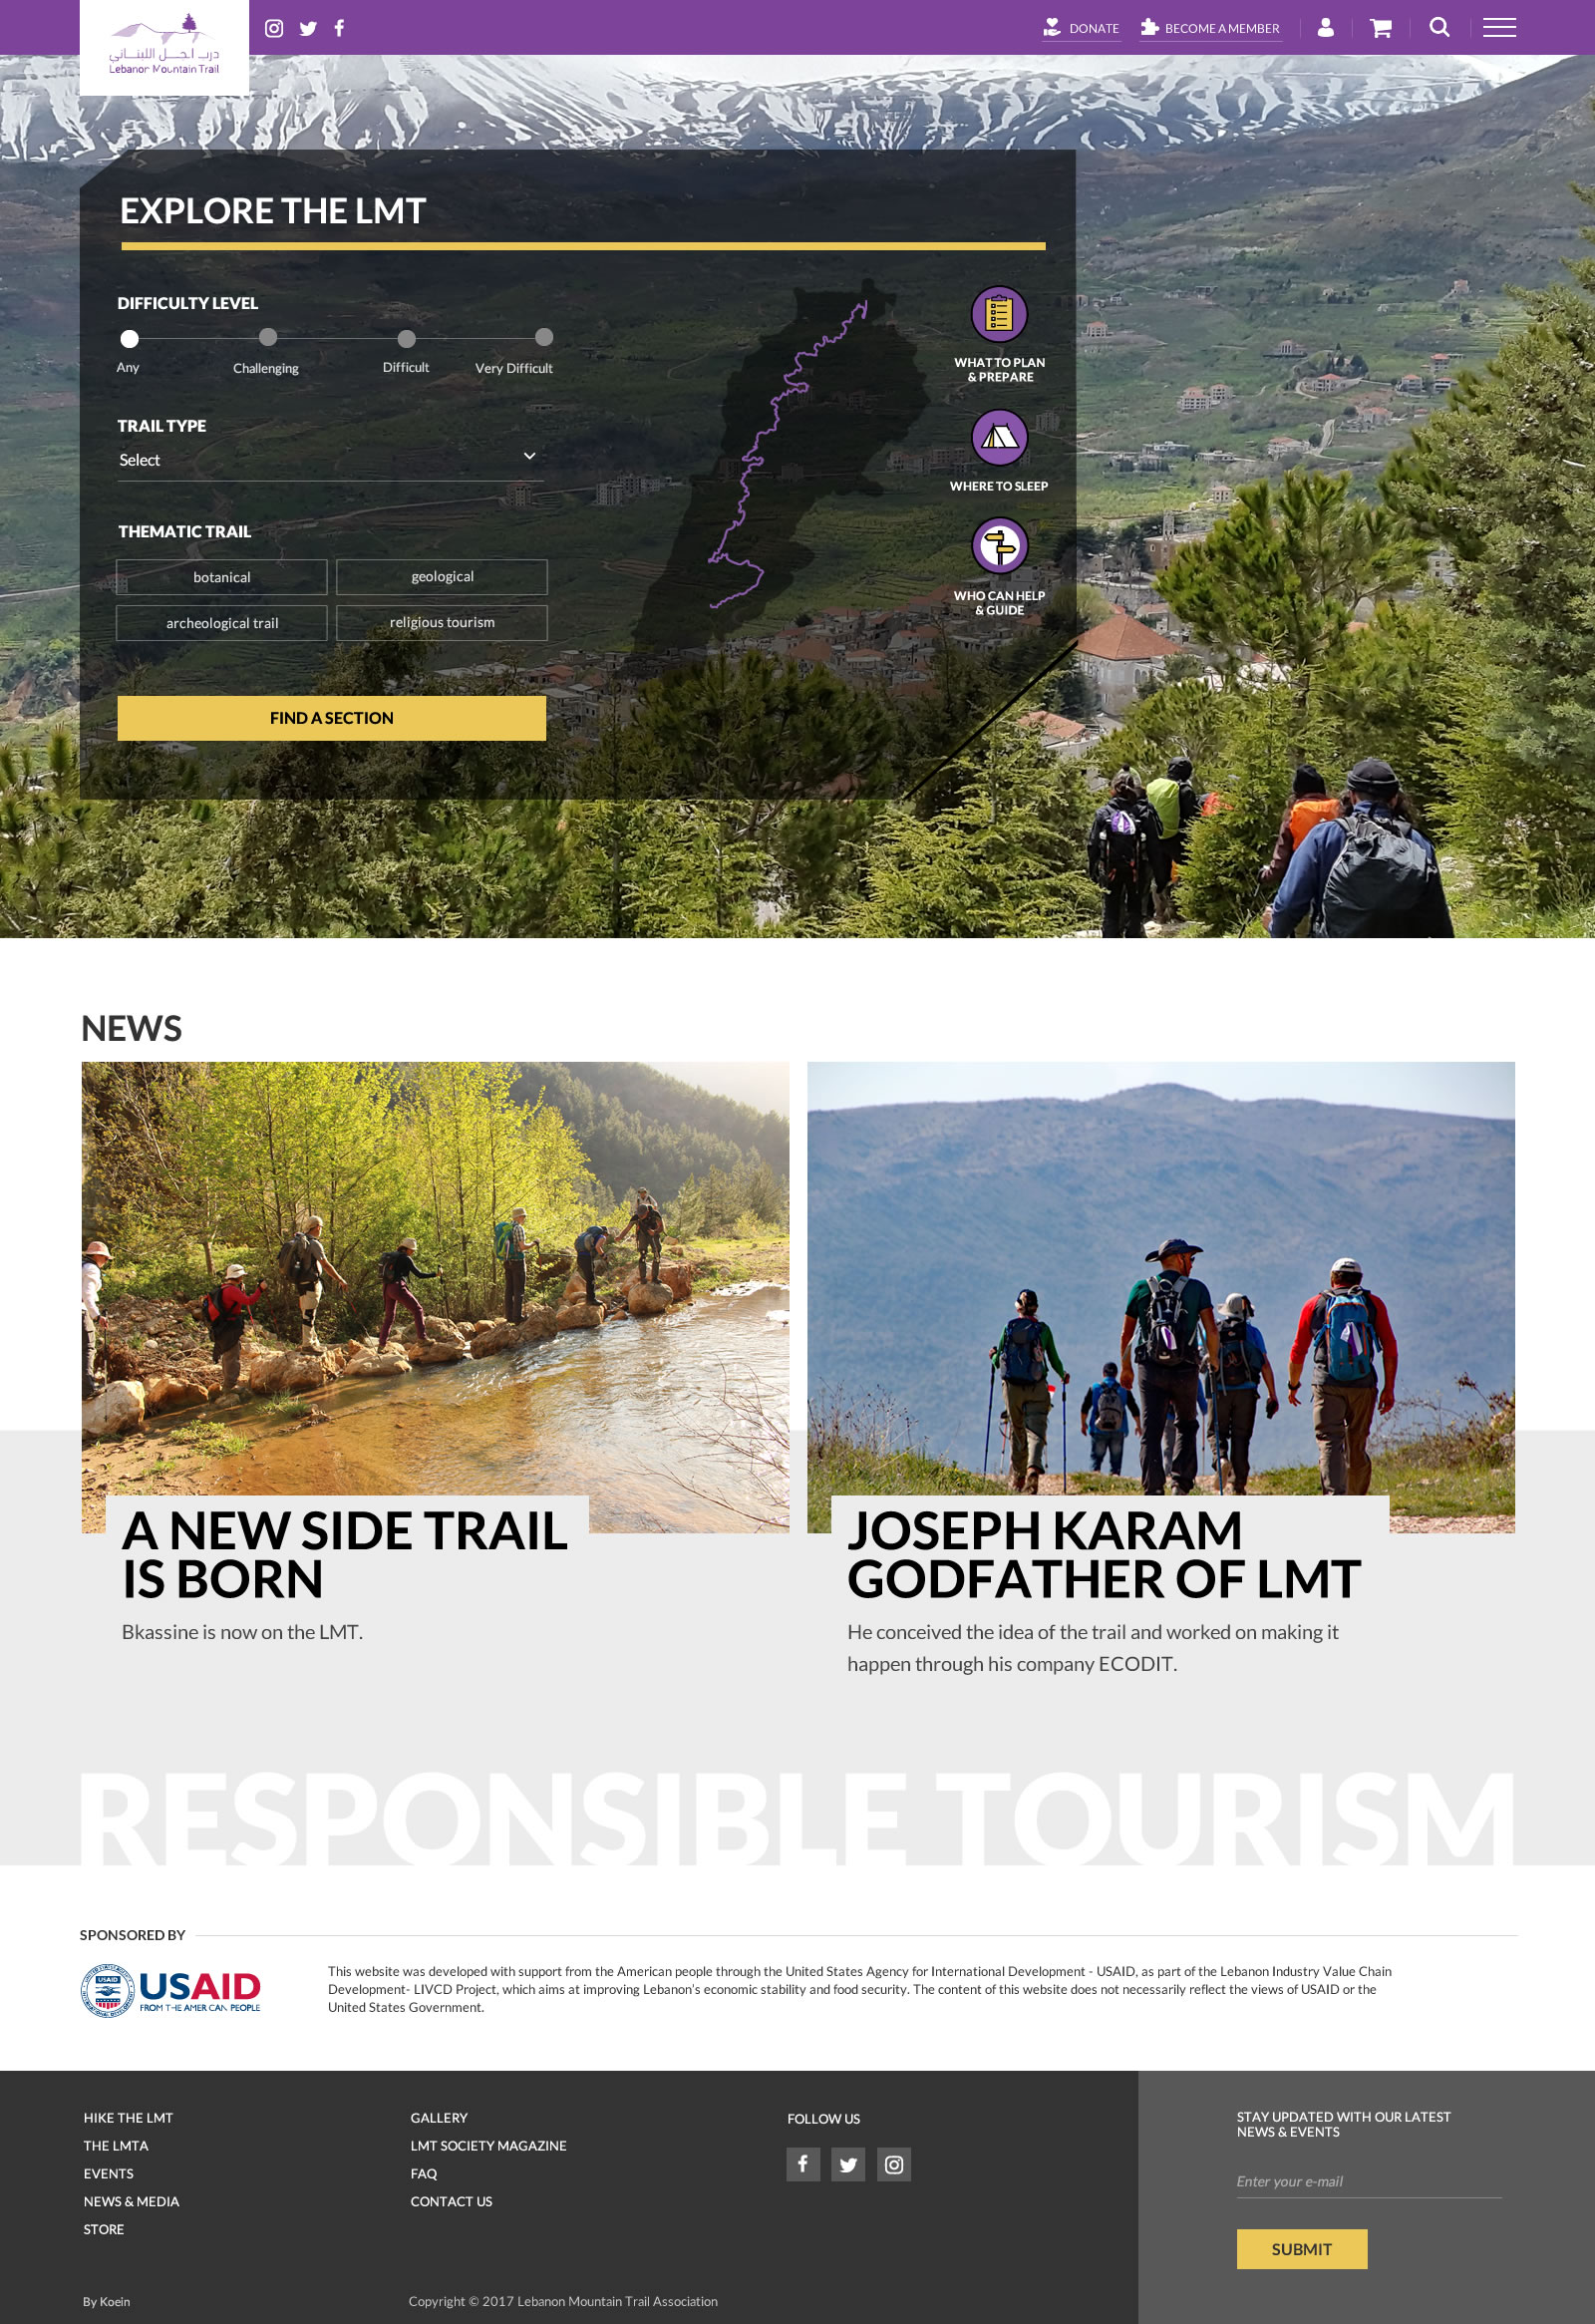 درب الجبل اللبناني
Lebanon Mountain Trail
DONATE
BECOME A MEMBER
EXPLORE THE LMT
DIFFICULTY LEVEL
Any
Challenging
Difficult
Very Difficult
TRAIL TYPE
Select
THEMATIC TRAIL
botanical
geological
archeological trail
religious tourism
FIND A SECTION
WHAT TO PLAN
& PREPARE
WHERE TO SLEEP
WHO CAN HELP
& GUIDE
NEWS
A NEW SIDE TRAIL
IS BORN
Bkassine is now on the LMT.
JOSEPH KARAM
GODFATHER OF LMT
He conceived the idea of the trail and worked on making it
happen through his company ECODIT.
RESPONSIBLE TOURISM
SPONSORED BY
USAID
USAID
FROM THE AMERICAN PEOPLE
This website was developed with support from the American people through the United States Agency for International Development - USAID, as part of the Lebanon Industry Value Chain
Development- LIVCD Project, which aims at improving Lebanon's economic stability and food security. The content of this website does not necessarily reflect the views of USAID or the
United States Government.
HIKE THE LMT
THE LMTA
EVENTS
NEWS & MEDIA
STORE
GALLERY
LMT SOCIETY MAGAZINE
FAQ
CONTACT US
FOLLOW US
STAY UPDATED WITH OUR LATEST
NEWS & EVENTS
Enter your e-mail
SUBMIT
By Koein
Copyright © 2017 Lebanon Mountain Trail Association